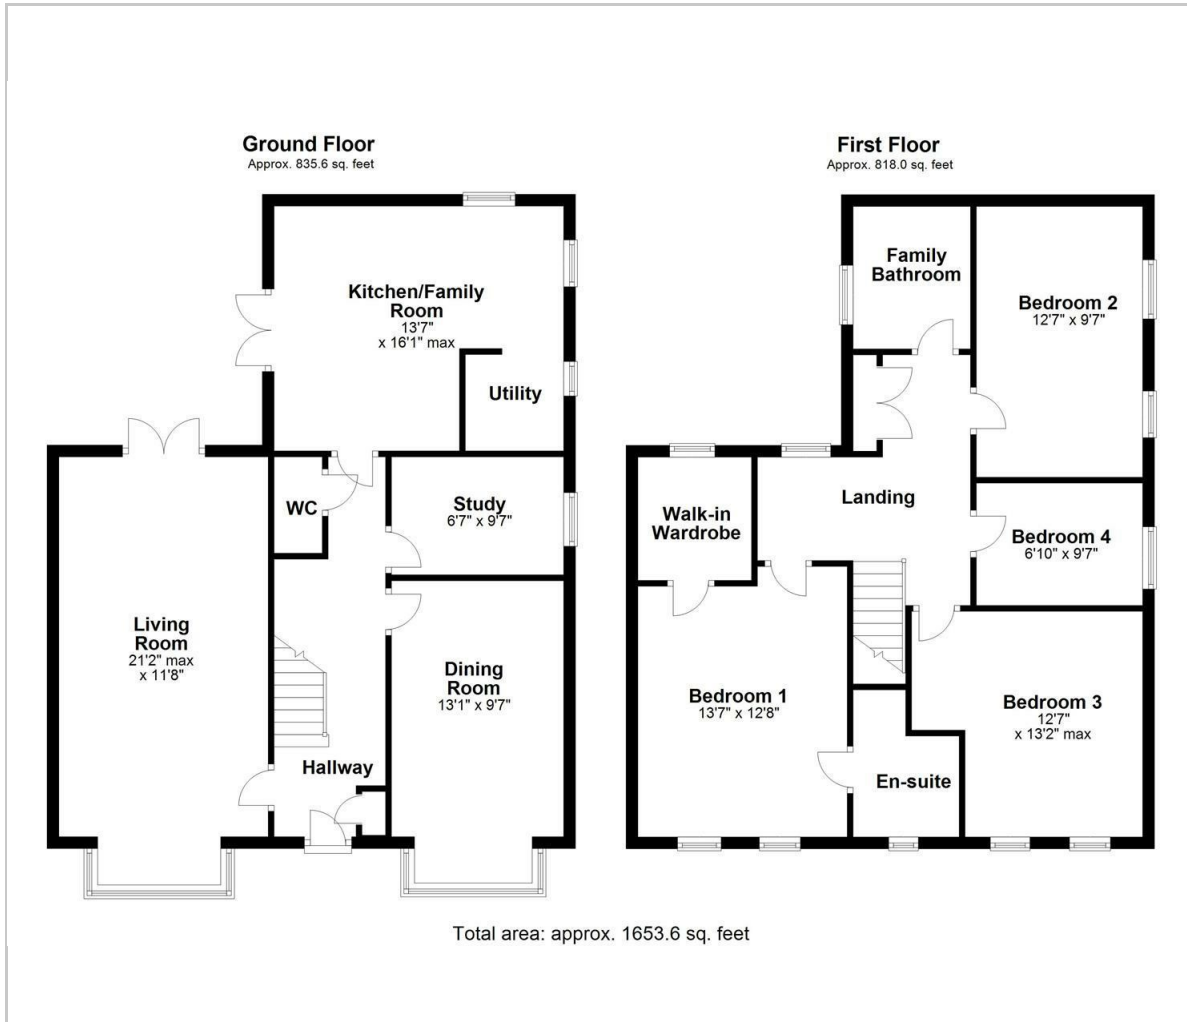 Ground Floor
Approx. 835.6 sq. feet
Kitchen/Family
Room
13'7"
x 16'1" max
Utility
WC
Study
6'7" x 9'7"
Living
Room
21'2" max
x 11'8"
Dining
Room
13'1" x 9'7"
Hallway
First Floor
Approx. 818.0 sq. feet
Family
Bathroom
Bedroom 2
12'7" x 9'7"
Landing
Walk-in
Wardrobe
Bedroom 4
6'10" x 9'7"
Bedroom 1
13'7" x 12'8"
Bedroom 3
12'7"
x 13'2" max
En-suite
Total area: approx. 1653.6 sq. feet